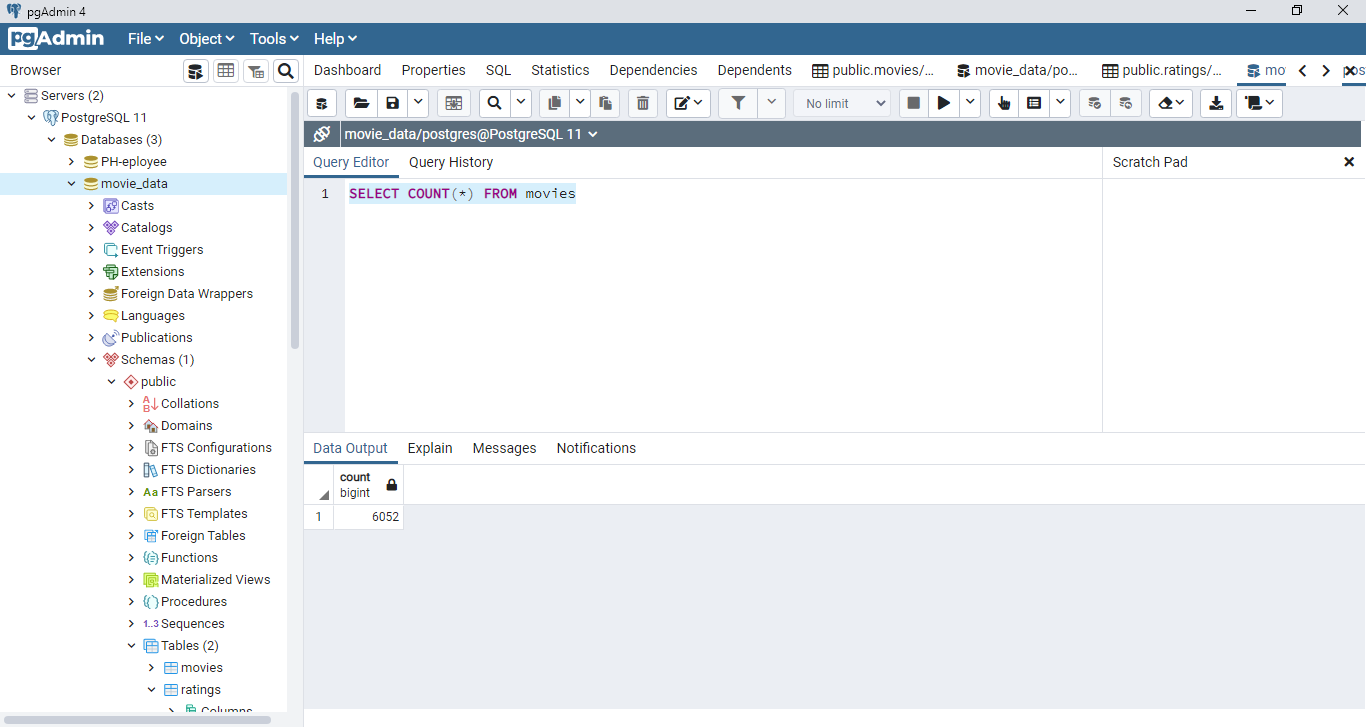 pgAdmin 4
pgAdmin File Object Tools Help
Browser
Dashboard Properties SQL Statistics Dependencies Dependents public.movies/... movie_data/po... public.ratings/... mo
No limit
movie_data/postgres@PostgreSQL 11
Query Editor Query History
Scratch Pad
1 SELECT COUNT(*) FROM movies
Data Output Explain Messages Notifications
count
bigint
1 6052
Servers (2)
PostgreSQL 11
Databases (3)
PH-eployee
movie_data
Casts
Catalogs
Event Triggers
Extensions
Foreign Data Wrappers
Languages
Publications
Schemas (1)
public
Collations
Domains
FTS Configurations
FTS Dictionaries
Aa FTS Parsers
FTS Templates
Foreign Tables
Functions
Materialized Views
Procedures
1..3 Sequences
Tables (2)
movies
ratings
Columns